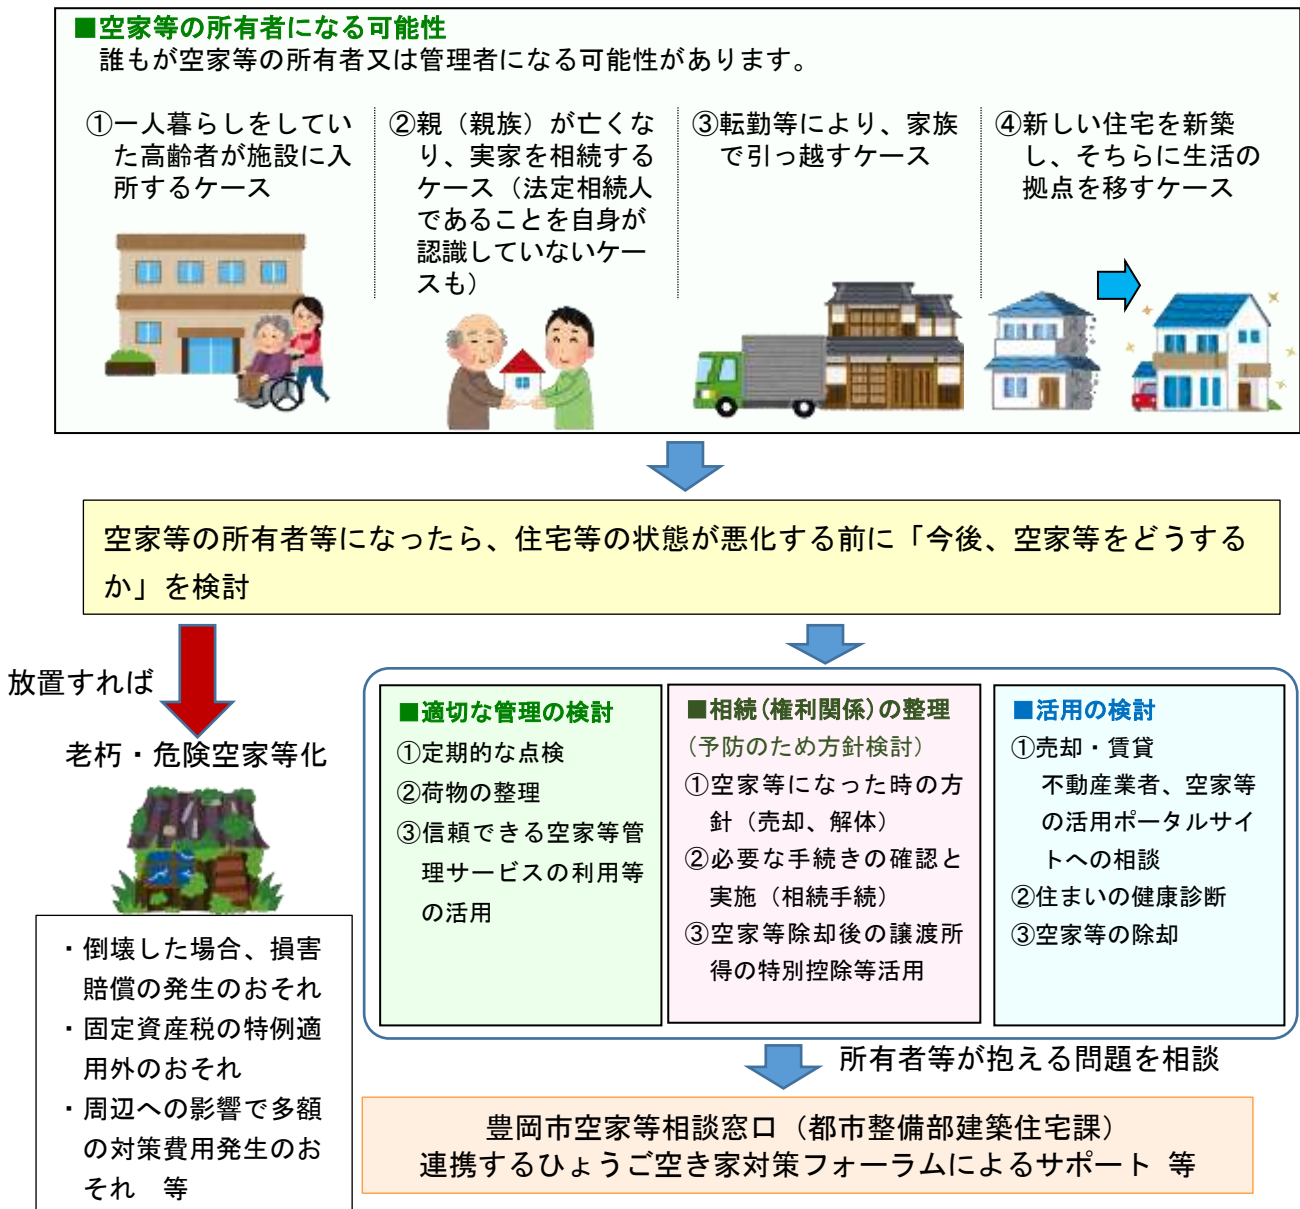 ■空家等の所有者になる可能性
誰もが空家等の所有者又は管理者になる可能性があります。
①一人暮らしをしてい
た高齢者が施設に入
所するケース
②親（親族）が亡くな
り、実家を相続する
ケース（法定相続人
であることを自身が
認識していないケー
スも）
③転勤等により、家族
で引っ越すケース
④新しい住宅を新築
し、そちらに生活の
拠点を移すケース
空家等の所有者等になったら、住宅等の状態が悪化する前に「今後、空家等をどうする
か」を検討
放置すれば
老朽・危険空家等化
・倒壊した場合、損害
賠償の発生のおそれ
・固定資産税の特例適
用外のおそれ
・周辺への影響で多額
の対策費用発生のお
それ　等
■適切な管理の検討
①定期的な点検
②荷物の整理
③信頼できる空家等管
理サービスの利用等
の活用
■相続(権利関係)の整理
(予防のため方針検討)
①空家等になった時の方
針（売却、解体）
②必要な手続きの確認と
実施（相続手続）
③空家等除却後の譲渡所
得の特別控除等活用
■活用の検討
①売却・賃貸
不動産業者、空家等
の活用ポータルサイ
トへの相談
②住まいの健康診断
③空家等の除却
所有者等が抱える問題を相談
豊岡市空家等相談窓口（都市整備部建築住宅課）
連携するひょうご空き家対策フォーラムによるサポート 等